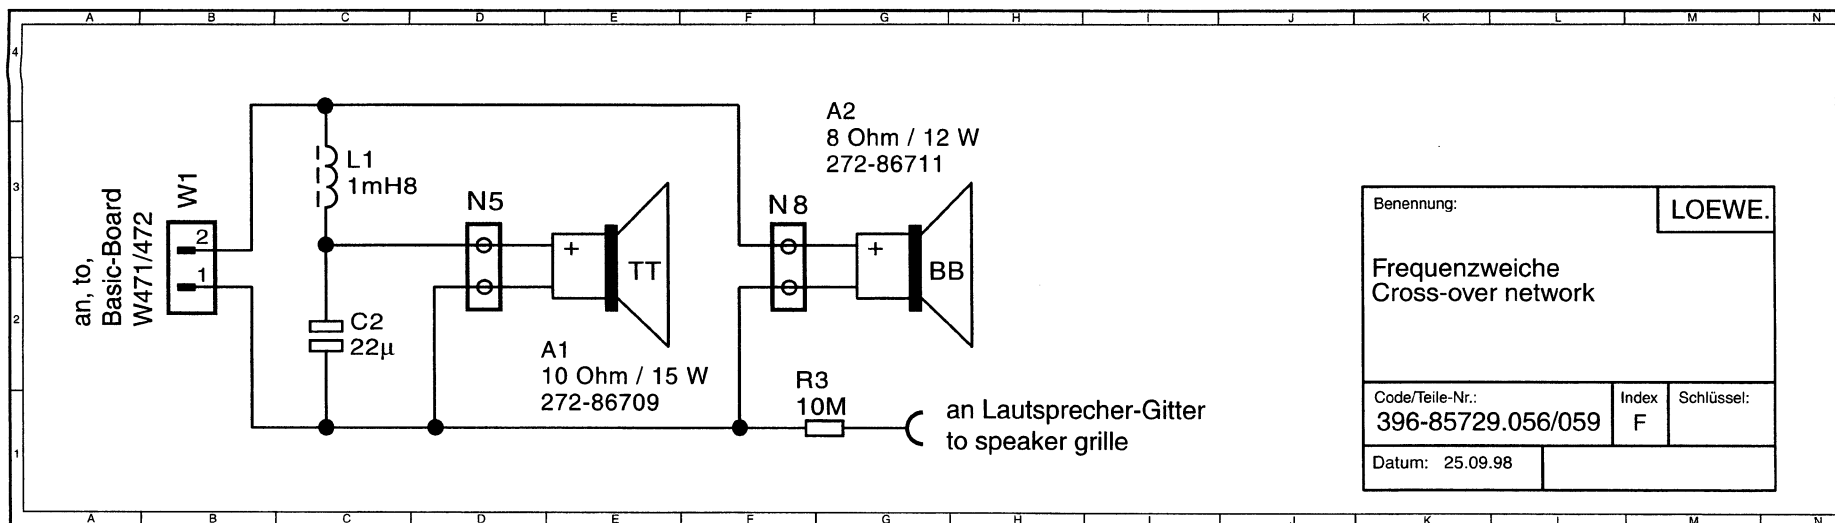 A B C D E F G H I J K L M N
4
3
2
1
an, to,
Basic-Board
W471/472
W1
2
1
L1
1mH8
C2
22µ
N5
+
TT
A1
10 Ohm / 15 W
272-86709
N8
+
BB
A2
8 Ohm / 12 W
272-86711
R3
10M
an Lautsprecher-Gitter
to speaker grille
Benennung:
LOEWE.
Frequenzweiche
Cross-over network
Code/Teile-Nr.:
396-85729.056/059
Index
F
Schlüssel:
Datum: 25.09.98
A B C D E F G H I J K L M N